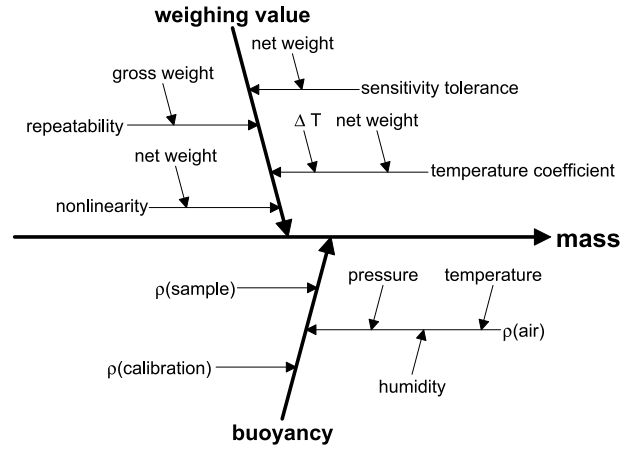 weighing value
net weight
gross weight
sensitivity tolerance
repeatability
Δ T
net weight
net weight
temperature coefficient
nonlinearity
mass
ρ(sample)
pressure
temperature
ρ(air)
ρ(calibration)
humidity
buoyancy